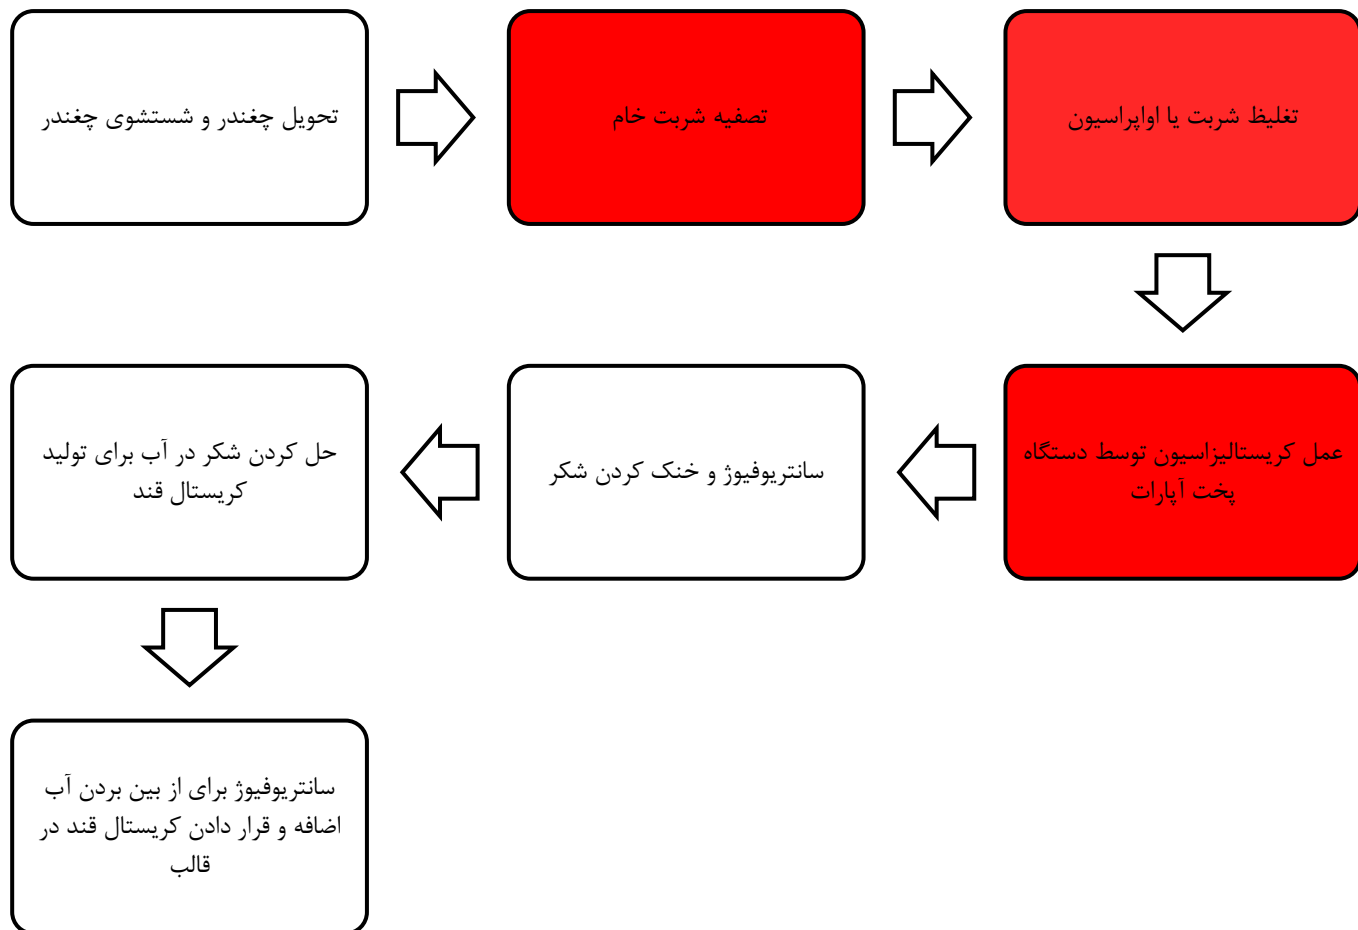 تحویل چغندر و شستشوی چغندر
تصفیه شربت خام
تغلیظ شربت یا اواپراسیون
عمل کریستالیزاسیون توسط دستگاه
پخت آپارات
سانتریوفیوژ و خنک کردن شکر
حل کردن شکر در آب برای تولید
کریستال قند
سانتریوفیوژ برای از بین بردن آب
اضافه و قرار دادن کریستال قند در
قالب